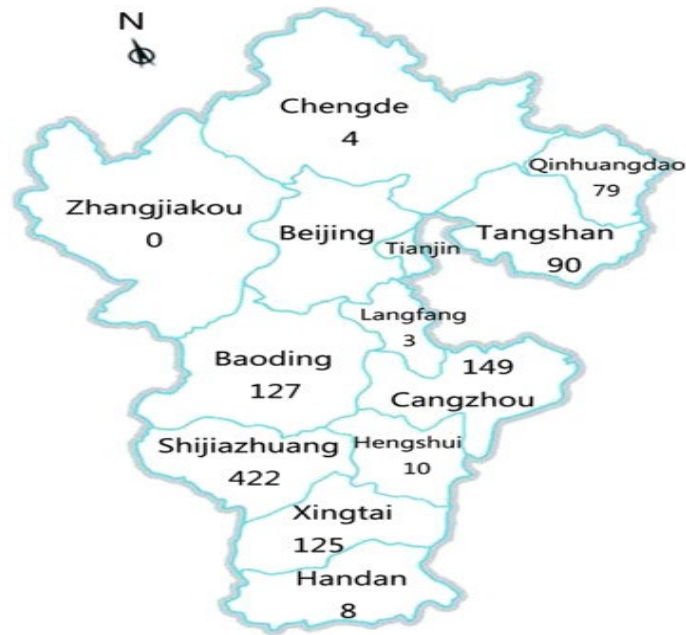 N
Chengde
4
Qinhuangdao
79
Zhangjiakou
0
Beijing
Tianjin
Tangshan
90
Langfang
3
Baoding
127
149
Cangzhou
Shijiazhuang
422
Hengshui
10
Xingtai
125
Handan
8